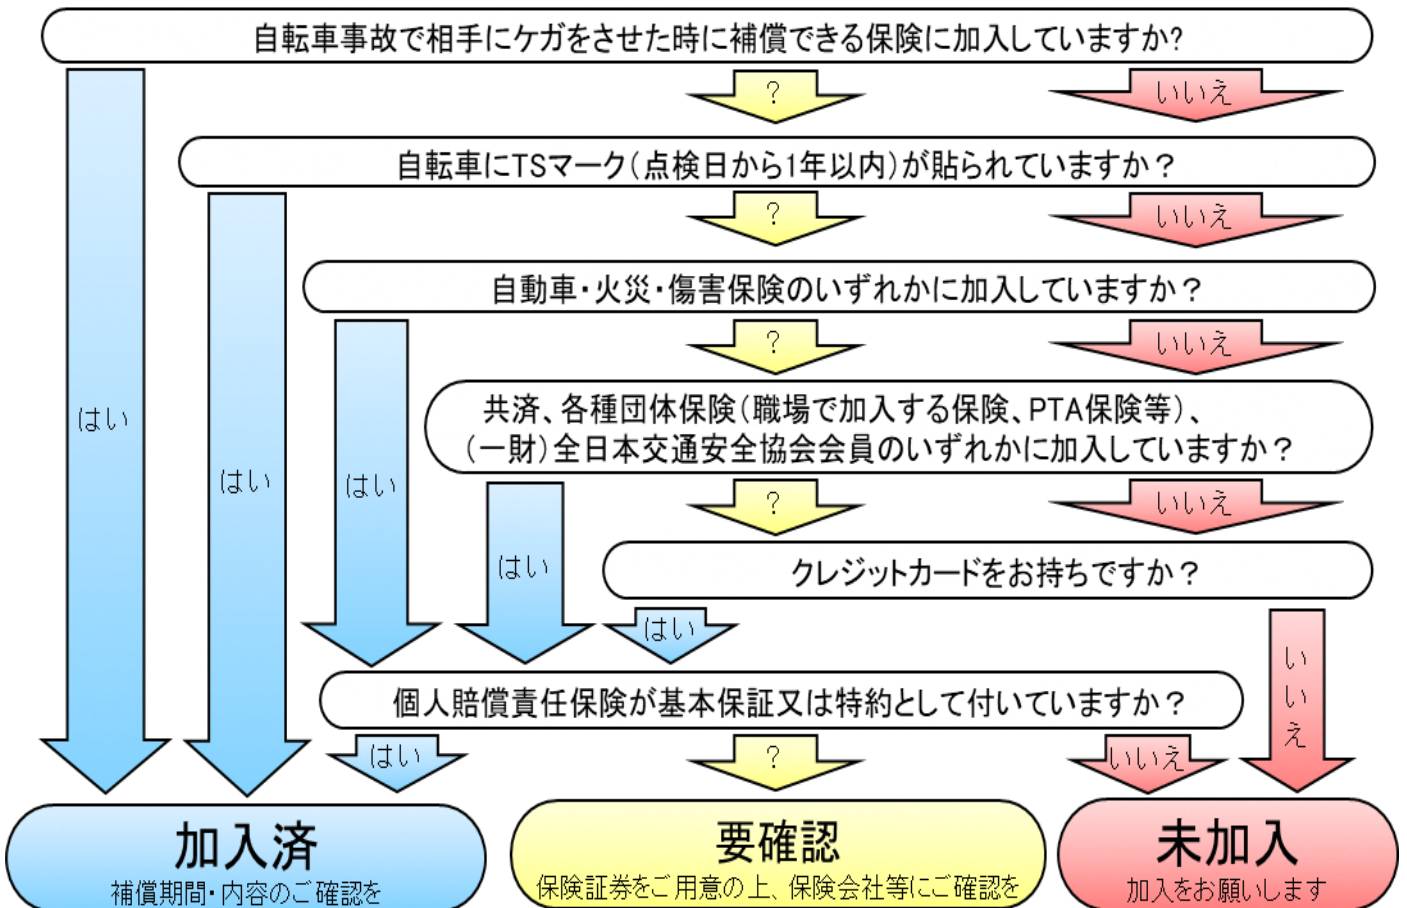 自転車事故で相手にケガをさせた時に補償できる保険に加入していますか?
?
いいえ
自転車にTSマーク(点検日から1年以内)が貼られていますか?
?
いいえ
自動車・火災・傷害保険のいずれかに加入していますか?
?
いいえ
共済、各種団体保険(職場で加入する保険、PTA保険等)、
(一財)全日本交通安全協会会員のいずれかに加入していますか?
はい
はい
はい
?
いいえ
はい
クレジットカードをお持ちですか?
はい
いいえ
個人賠償責任保険が基本保証又は特約として付いていますか?
はい
?
いいえ
加入済
補償期間・内容のご確認を
要確認
保険証券をご用意の上、保険会社等にご確認を
未加入
加入をお願いします